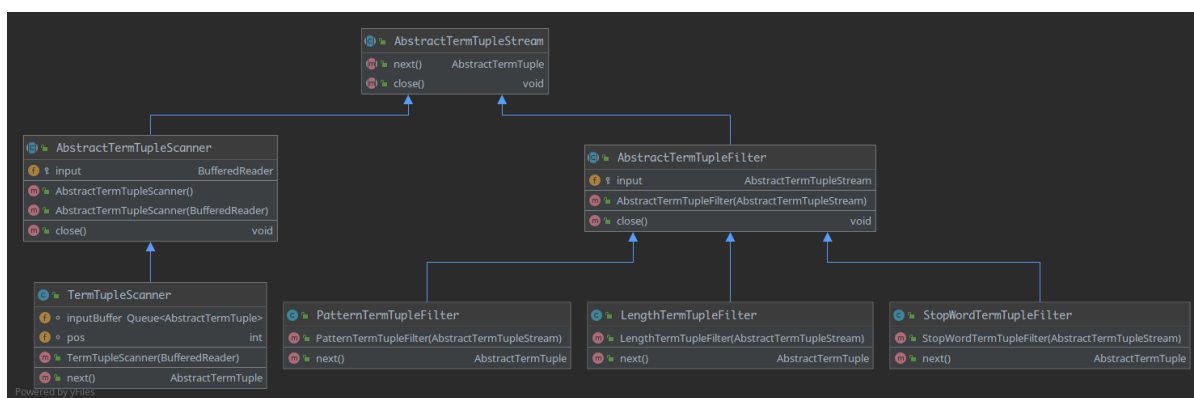 AbstractTermTupleStream
next() AbstractTermTuple
close() void
AbstractTermTupleScanner
input BufferedReader
AbstractTermTupleScanner()
AbstractTermTupleScanner(BufferedReader)
close() void
AbstractTermTupleFilter
input AbstractTermTupleStream
AbstractTermTupleFilter(AbstractTermTupleStream)
close() void
TermTupleScanner
inputBuffer Queue<AbstractTermTuple>
pos int
TermTupleScanner(BufferedReader)
next() AbstractTermTuple
PatternTermTupleFilter
PatternTermTupleFilter(AbstractTermTupleStream)
next() AbstractTermTuple
LengthTermTupleFilter
LengthTermTupleFilter(AbstractTermTupleStream)
next() AbstractTermTuple
StopWordTermTupleFilter
StopWordTermTupleFilter(AbstractTermTupleStream)
next() AbstractTermTuple
Powered by yFiles